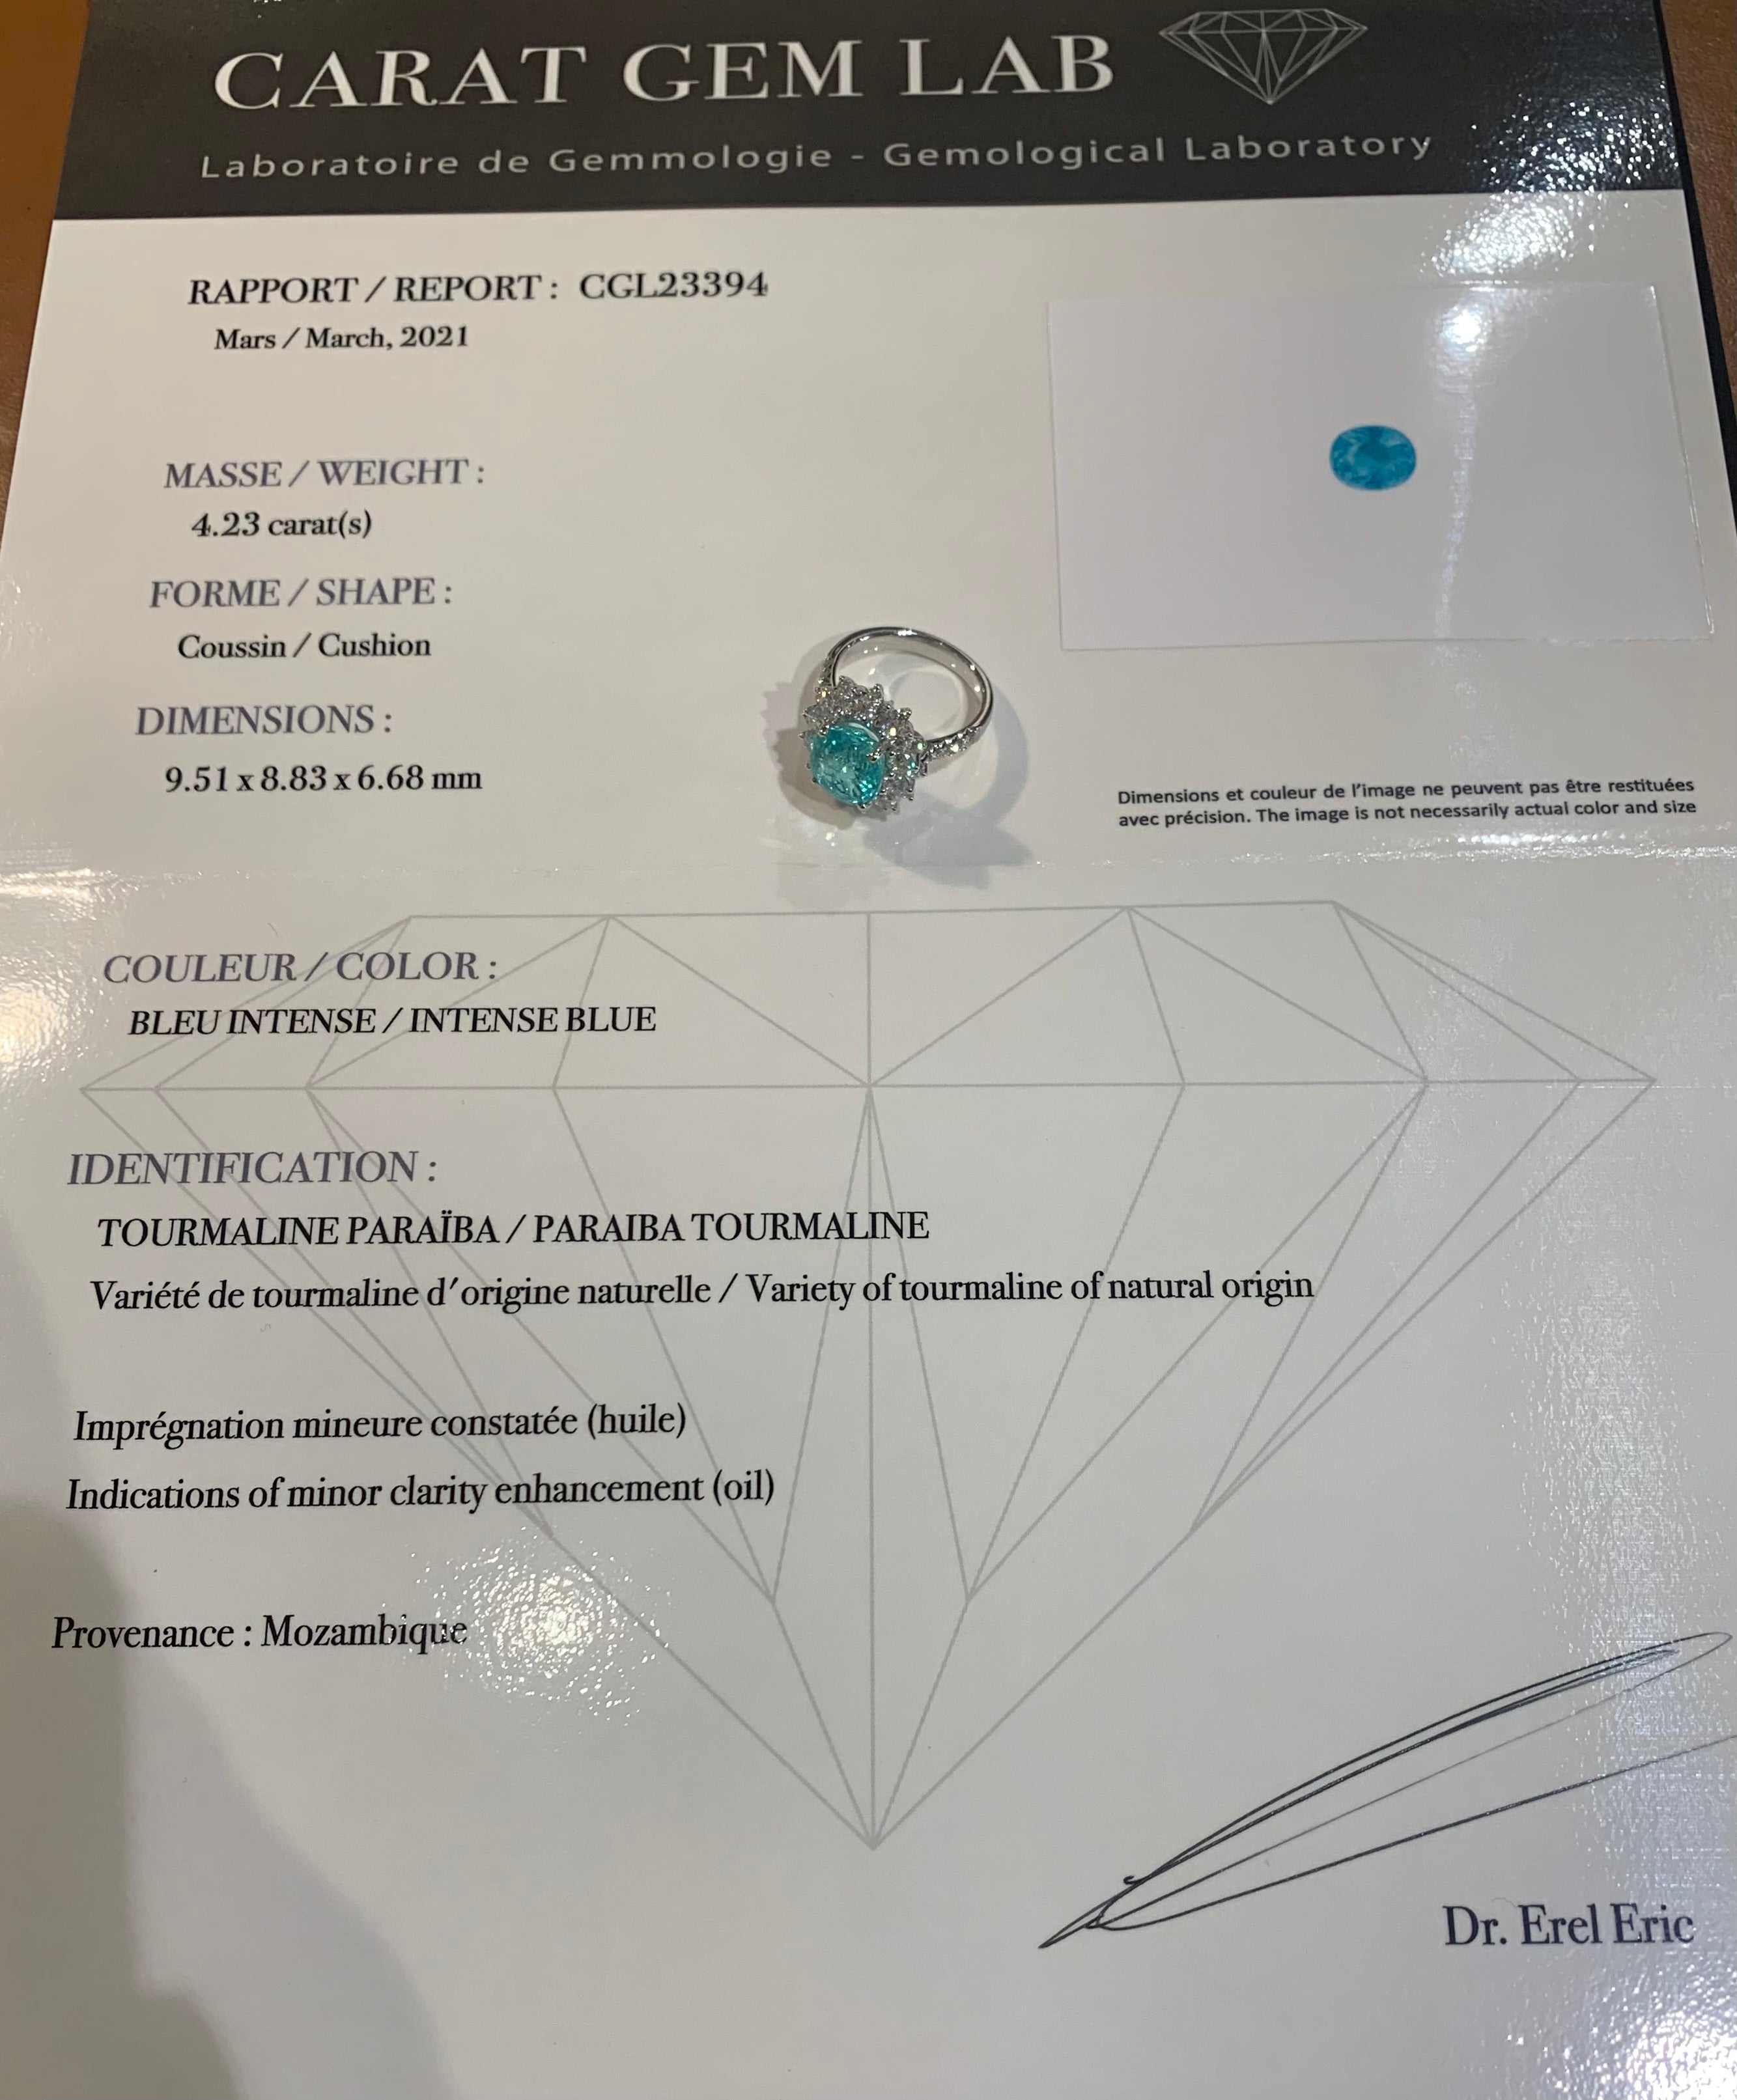 CARAT GEM LAB
Laboratoire de Gemmologie - Gemological Laboratory
RAPPORT / REPORT : CGL23394
Mars / March, 2021
MASSE / WEIGHT :
4.23 carat(s)
FORME / SHAPE :
Coussin / Cushion
DIMENSIONS :
9.51 x 8.83 x 6.68 mm
Dimensions et couleur de l'image ne peuvent pas être restituées
avec précision. The image is not necessarily actual color and size
COULEUR / COLOR :
BLEU INTENSE / INTENSE BLUE
IDENTIFICATION :
TOURMALINE PARAÏBA / PARAIBA TOURMALINE
Variété de tourmaline d'origine naturelle / Variety of tourmaline of natural origin
Imprégnation mineure constatée (huile)
Indications of minor clarity enhancement (oil)
Provenance : Mozambique
Dr. Erel Eric